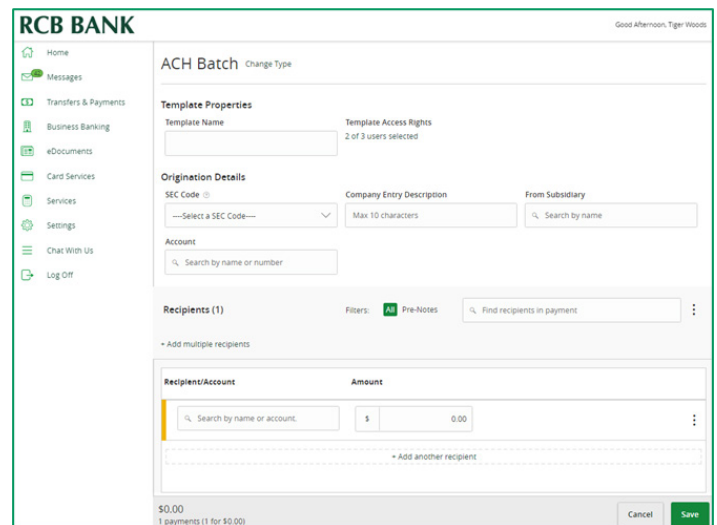 RCB BANK
Good Afternoon, Tiger Woods
Home
Messages
Transfers & Payments
Business Banking
eDocuments
Card Services
Services
Settings
Chat With Us
Log Off
ACH Batch Change Type
Template Properties
Template Name
Template Access Rights
2 of 3 users selected
Origination Details
SEC Code
Company Entry Description
From Subsidiary
----Select a SEC Code----
Max 10 characters
Search by name
Account
Search by name or number
Recipients (1)
Filters: All Pre-Notes
Find recipients in payment
+ Add multiple recipients
Recipient/Account
Amount
Search by name or account.
$ 0.00
+ Add another recipient
$0.00
1 payments (1 for $0.00)
Cancel
Save